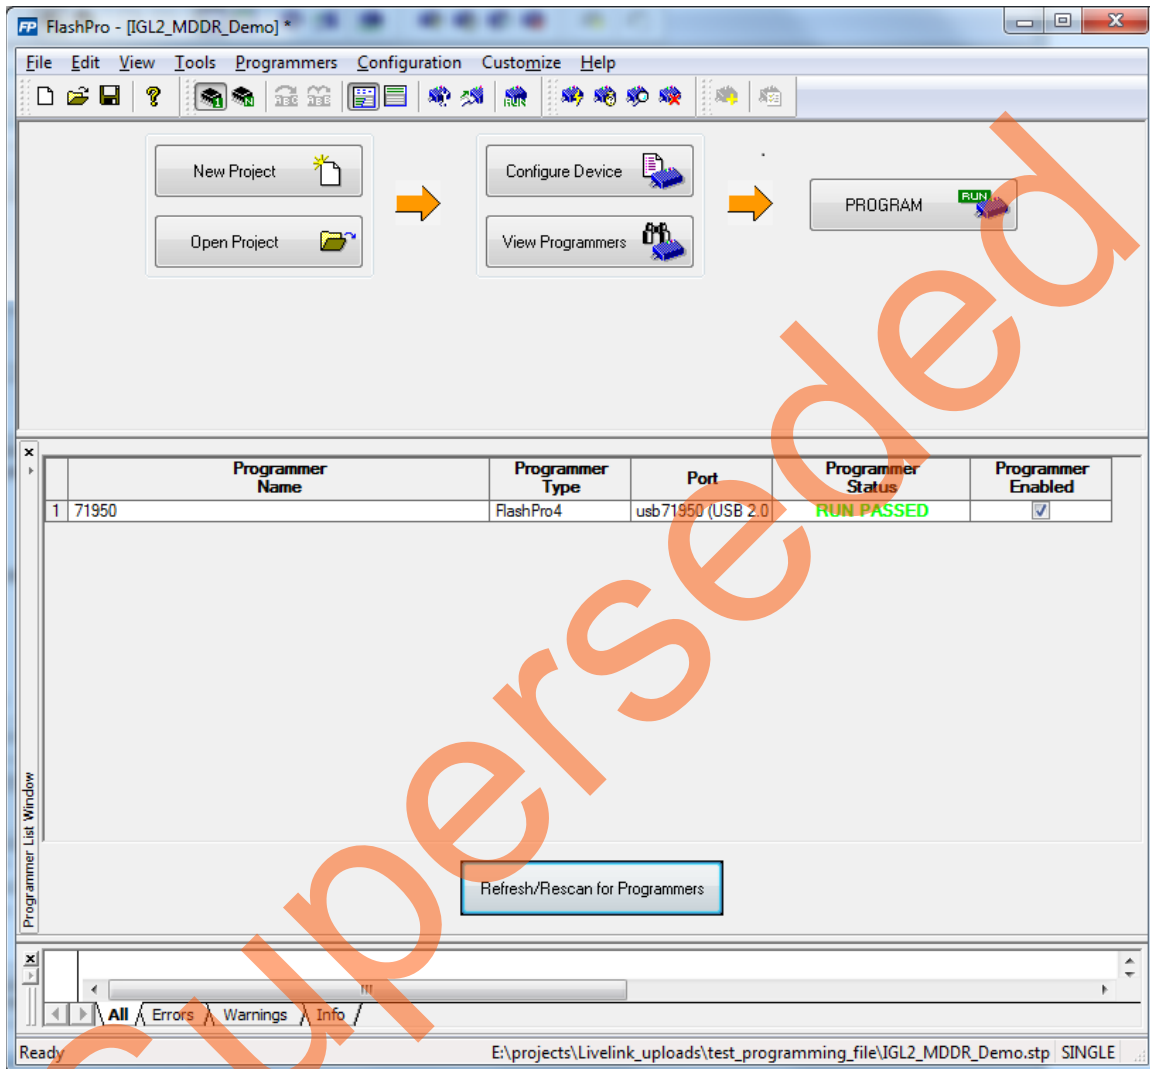 FP FlashPro - [IGL2_MDDR_Demo] *
File Edit View Tools Programmers Configuration Customize Help
New Project
Configure Device
PROGRAM RUN
Open Project
View Programmers
Programmer Name Programmer Type Port Programmer Status Programmer Enabled
1 71950 FlashPro4 usb71950 (USB 2.0 RUN PASSED
Programmer List Window
Refresh/Rescan for Programmers
All Errors Warnings Info
Ready E:\projects\Livelink_uploads\test_programming_file\IGL2_MDDR_Demo.stp SINGLE
Superseded